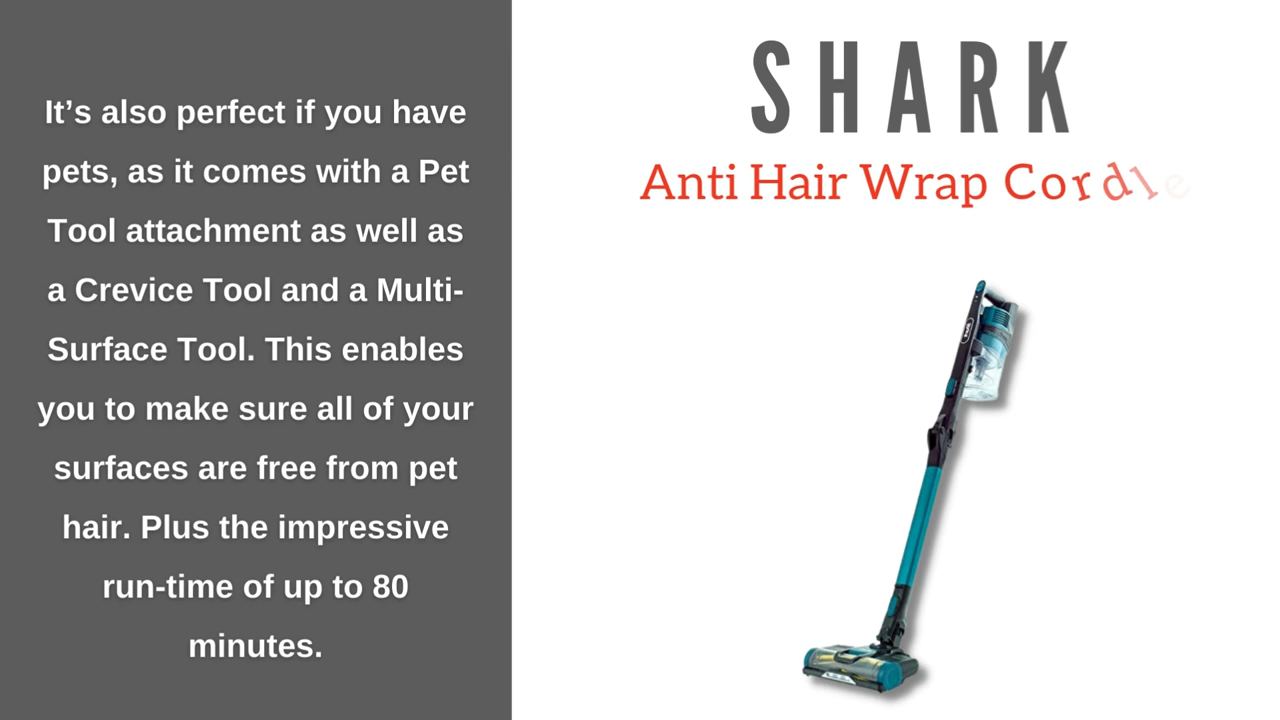 It’s also perfect if you have
pets, as it comes with a Pet
Tool attachment as well as
a Crevice Tool and a Multi-
Surface Tool. This enables
you to make sure all of your
surfaces are free from pet
hair. Plus the impressive
run-time of up to 80
minutes.
SHARK
Anti Hair Wrap Cordle